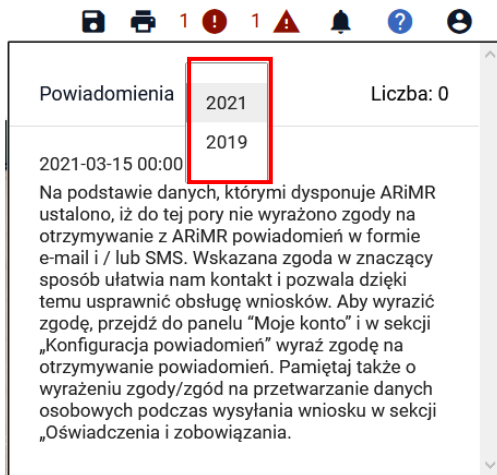 1 1
Powiadomienia 2021 Liczba: 0
2019
2021-03-15 00:00
Na podstawie danych, którymi dysponuje ARiMR
ustalono, iż do tej pory nie wyrażono zgody na
otrzymywanie z ARiMR powiadomień w formie
e-mail i / lub SMS. Wskazana zgoda w znaczący
sposób ułatwia nam kontakt i pozwala dzięki
temu usprawnić obsługę wniosków. Aby wyrazić
zgodę, przejdź do panelu “Moje konto” i w sekcji
„Konfiguracja powiadomień” wyraź zgodę na
otrzymywanie powiadomień. Pamiętaj także o
wyrażeniu zgody/zgód na przetwarzanie danych
osobowych podczas wysyłania wniosku w sekcji
„Oświadczenia i zobowiązania.